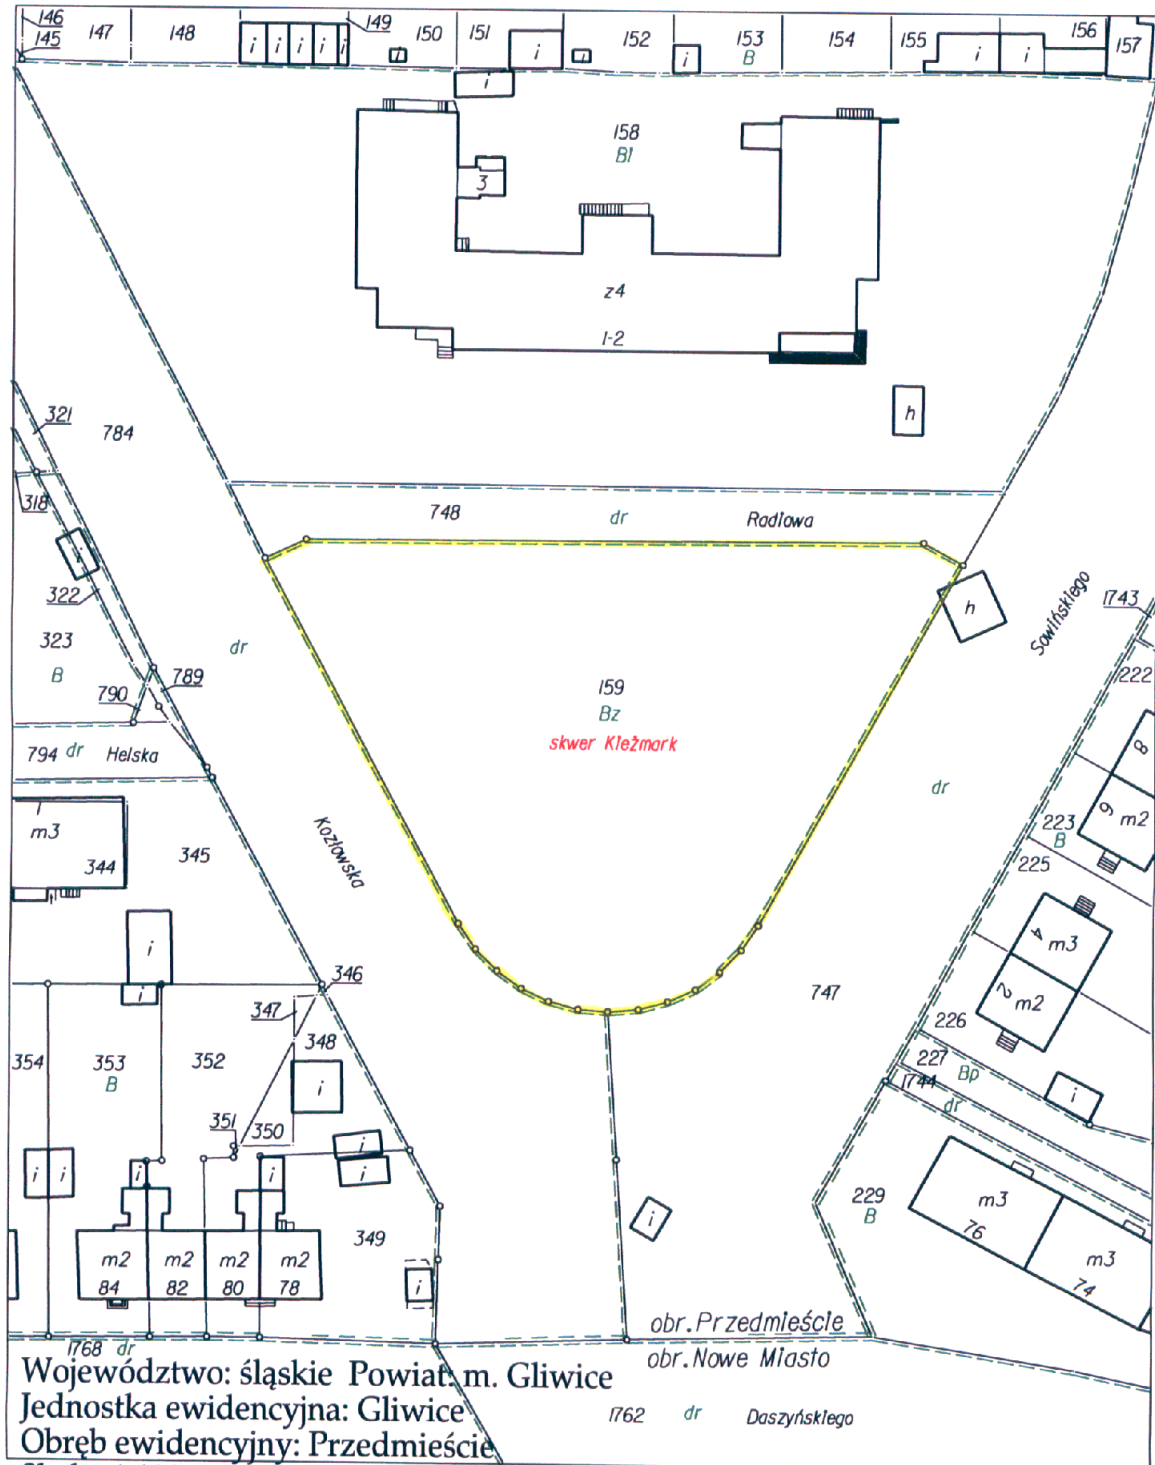 146
145
147
148
149
i i i i i
150
i
151
i
i
152
i
153
B
i
154
155
i
i
156
157
158
B1
3
z4
1-2
h
321
784
318
i
322
323
B
789
790
794 dr Helska
748 dr Radiowa
dr
159
Bz
skwer Kieżmark
h
Sowińskiego
1743
222
8
6
m2
223
B
225
dr
4
m3
2
m2
1
m3
344
345
Kozłowska
i
i
346
347
348
i
354
353
B
352
351
350
i
i
747
226
227 Bp
i
1744
dr
i i
i
i
349
i
i
229
B
m3
76
m3
74
m2
84
m2
82
m2
80
m2
78
obr. Przedmieście
obr. Nowe Miasto
1768 dr
Województwo: śląskie Powiat: m. Gliwice
Jednostka ewidencyjna: Gliwice
1762 dr Daszyńskiego
Obręb ewidencyjny: Przedmieście